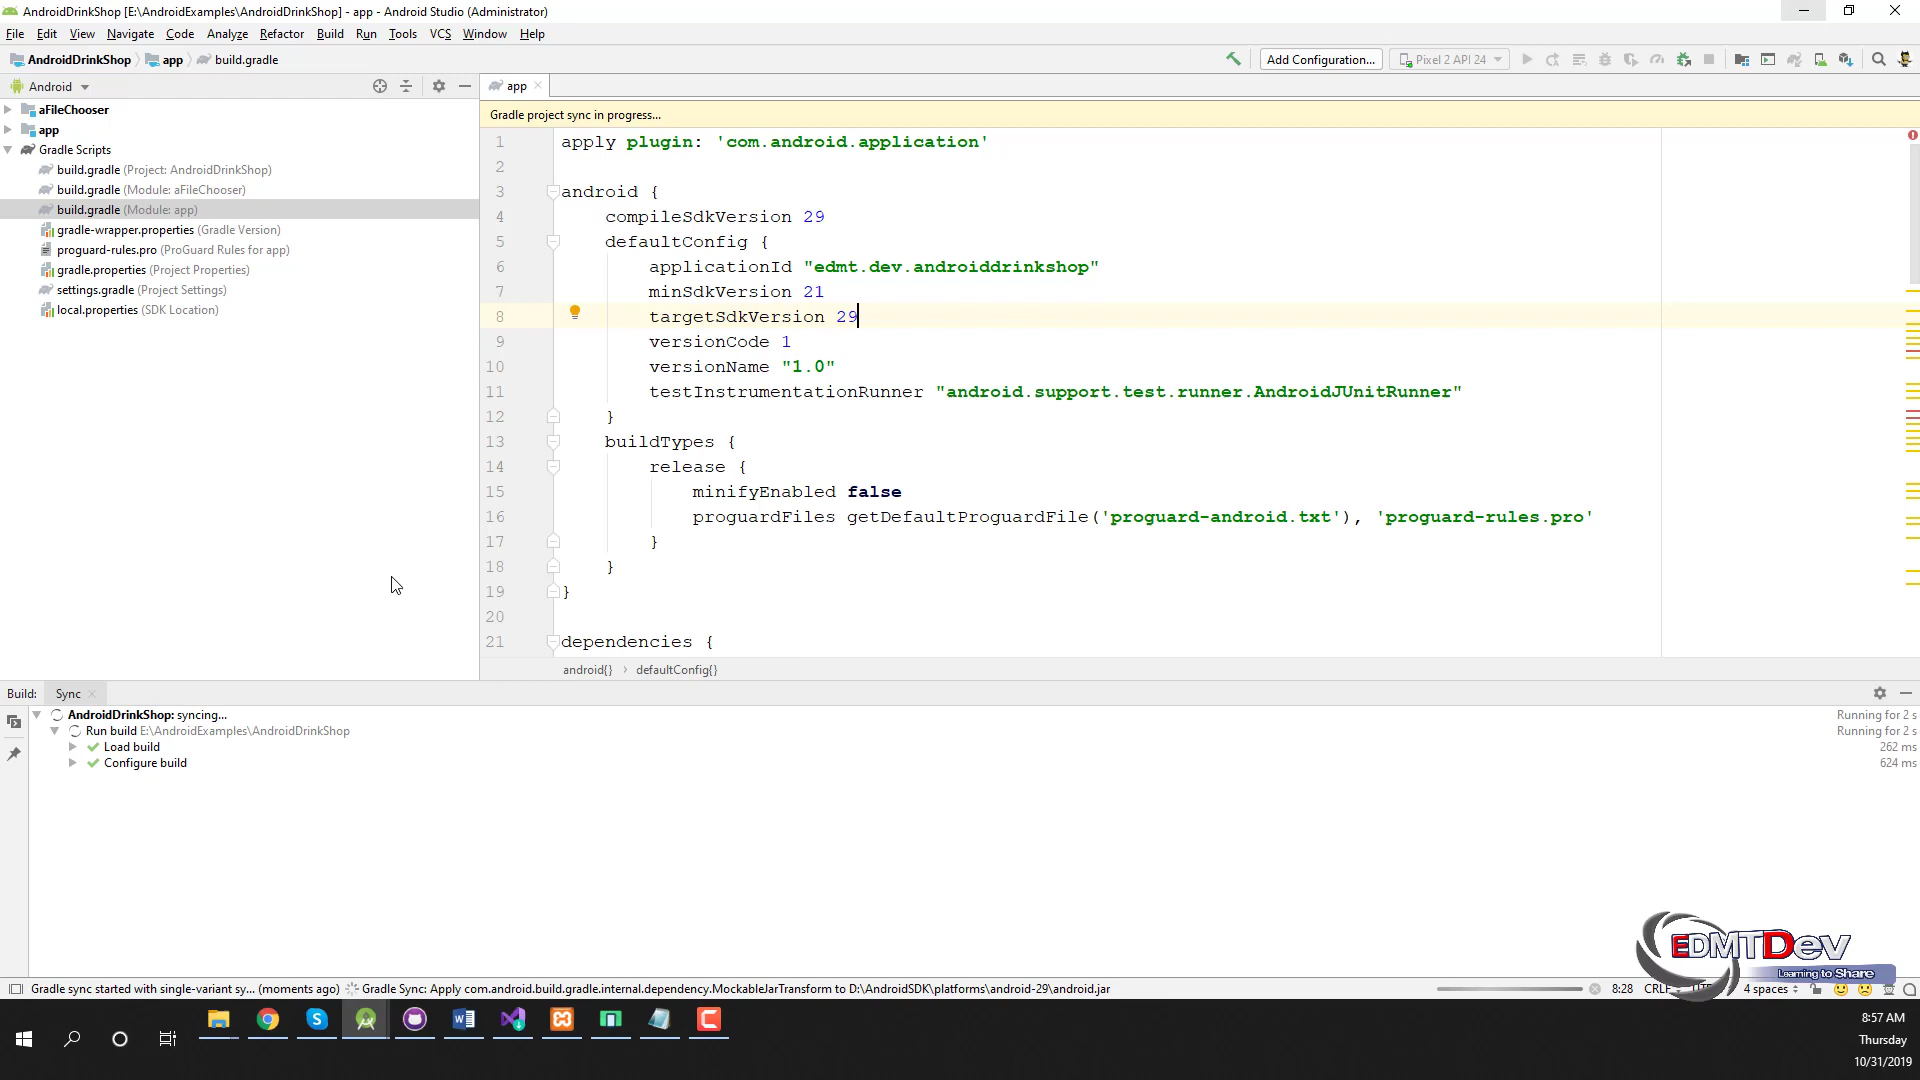 AndroidDrinkShop [E:\AndroidExamples\AndroidDrinkShop] - app - Android Studio (Administrator)
File Edit View Navigate Code Analyze Refactor Build Run Tools VCS Window Help
AndroidDrinkShop app build.gradle Add Configuration... Pixel 2 API 24
Android app
Gradle project sync in progress...
aFileChooser
app
Gradle Scripts
build.gradle (Project: AndroidDrinkShop)
build.gradle (Module: aFileChooser)
build.gradle (Module: app)
gradle-wrapper.properties (Gradle Version)
proguard-rules.pro (ProGuard Rules for app)
gradle.properties (Project Properties)
settings.gradle (Project Settings)
local.properties (SDK Location)
1 apply plugin: 'com.android.application'
2
3 android {
4 compileSdkVersion 29
5 defaultConfig {
6 applicationId "edmt.dev.androiddrinkshop"
7 minSdkVersion 21
8 targetSdkVersion 29
9 versionCode 1
10 versionName "1.0"
11 testInstrumentationRunner "android.support.test.runner.AndroidJUnitRunner"
12 }
13 buildTypes {
14 release {
15 minifyEnabled false
16 proguardFiles getDefaultProguardFile('proguard-android.txt'), 'proguard-rules.pro'
17 }
18 }
19 }
20
21 dependencies {
android{} › defaultConfig{}
Build: Sync
AndroidDrinkShop: syncing... Running for 2 s
Run build E:\AndroidExamples\AndroidDrinkShop Running for 2 s
Load build 262 ms
Configure build 624 ms
EDMTDev
Learning to Share
Gradle sync started with single-variant sy... (moments ago) Gradle Sync: Apply com.android.build.gradle.internal.dependency.MockableJarTransform to D:\AndroidSDK\platforms\android-29\android.jar 8:28 CRLF 4 spaces
8:57 AM
Thursday
10/31/2019